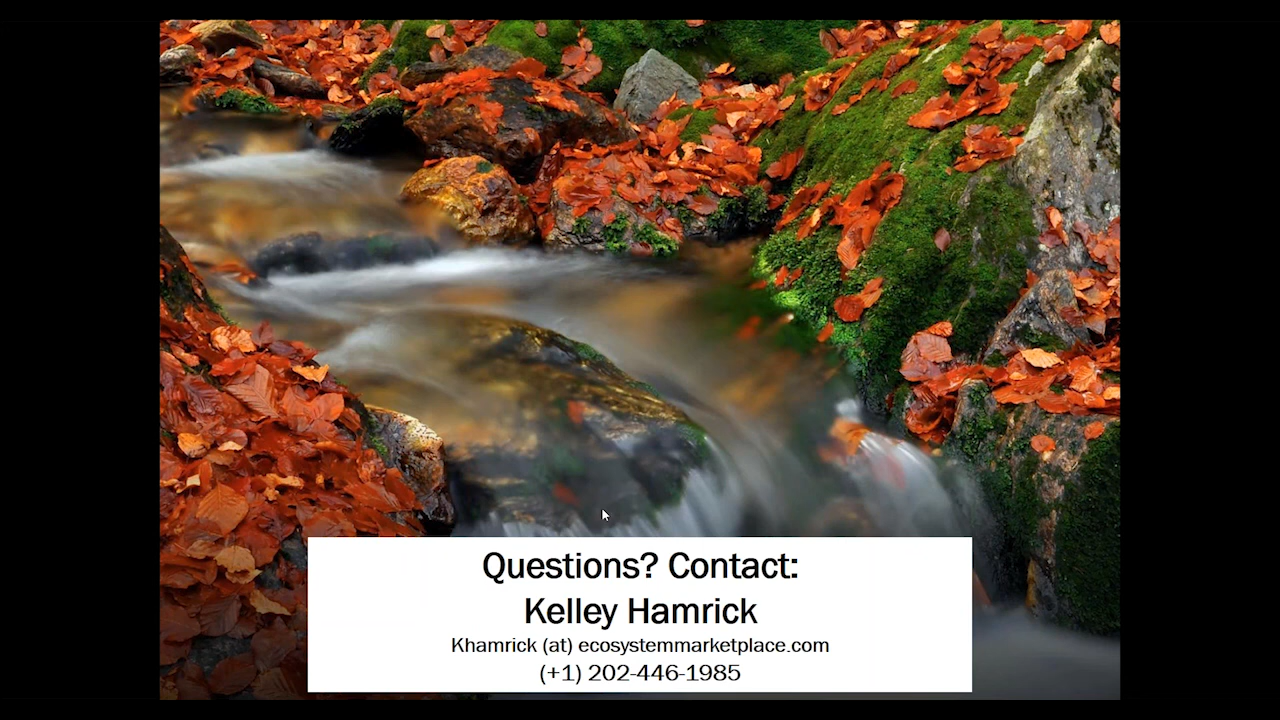 Questions? Contact:
Kelley Hamrick
Khamrick (at) ecosystemmarketplace.com
(+1) 202-446-1985